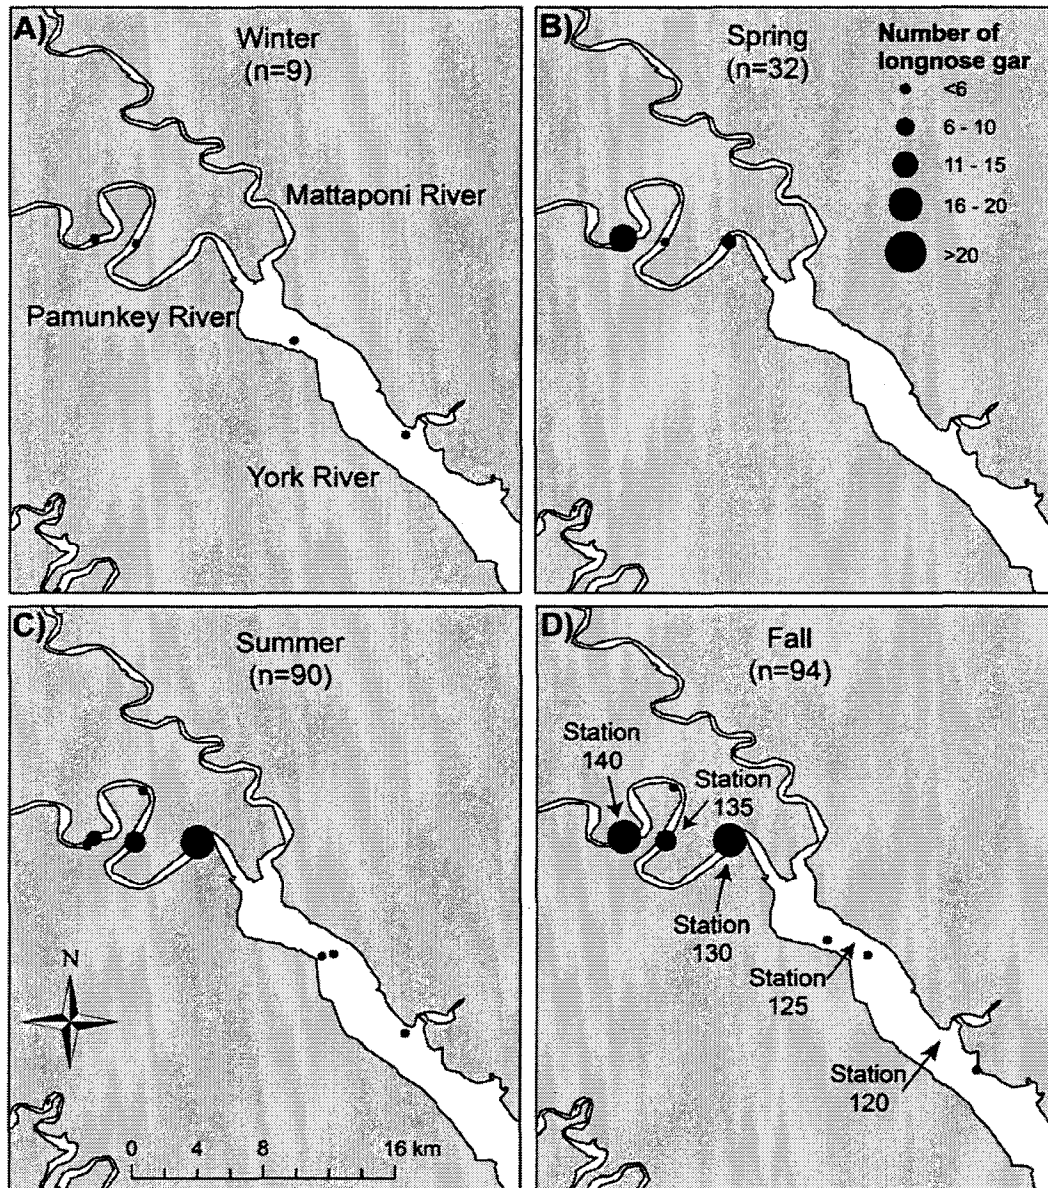 A)
Winter
(n=9)
Mattaponi River
Pamunkey River
York River
B)
Spring
(n=32)
Number of
longnose gar
<6
6 - 10
11 - 15
16 - 20
>20
C)
Summer
(n=90)
N
0 4 8 16 km
D)
Fall
(n=94)
Station
140
Station
135
Station
130
Station
125
Station
120